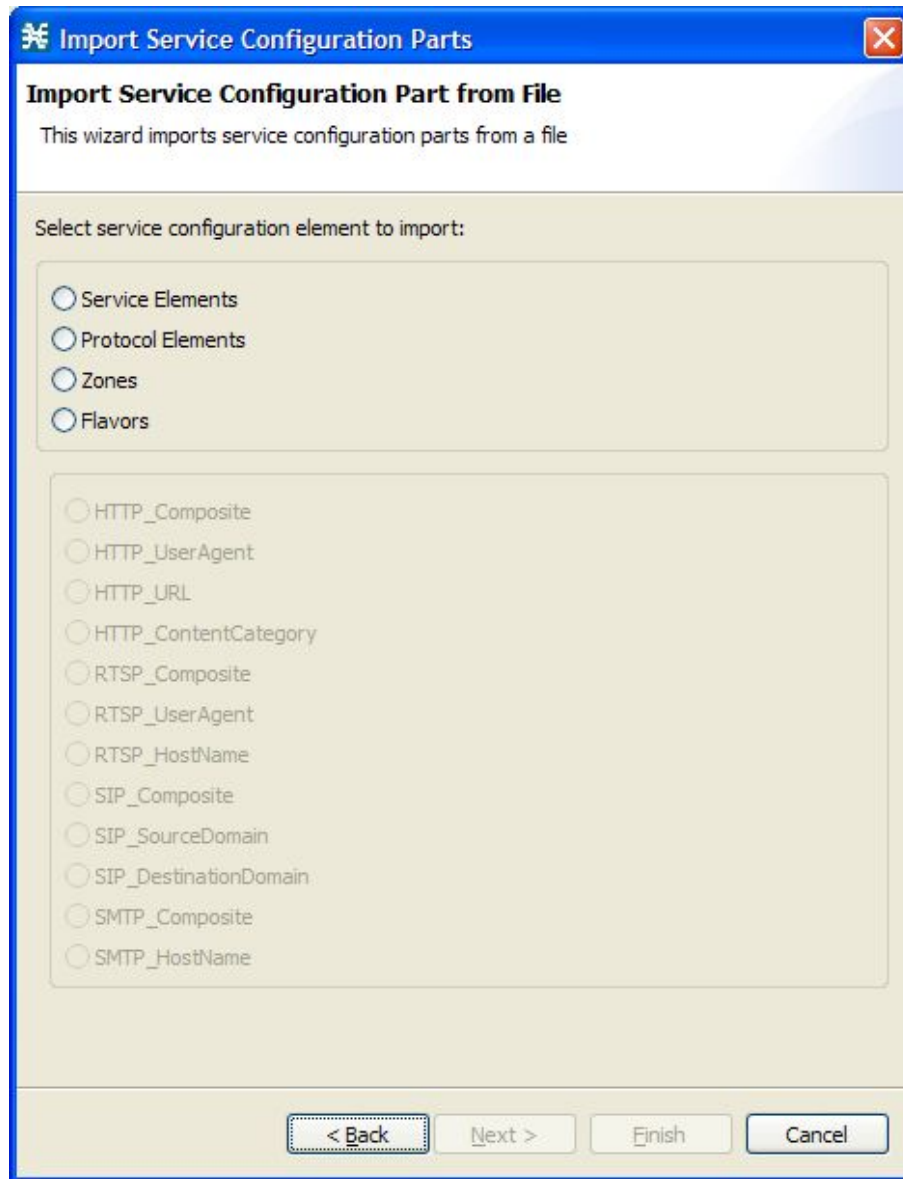 Import Service Configuration Parts
Import Service Configuration Part from File
This wizard imports service configuration parts from a file
Select service configuration element to import:
Service Elements
Protocol Elements
Zones
Flavors
HTTP_Composite
HTTP_UserAgent
HTTP_URL
HTTP_ContentCategory
RTSP_Composite
RTSP_UserAgent
RTSP_HostName
SIP_Composite
SIP_SourceDomain
SIP_DestinationDomain
SMTP_Composite
SMTP_HostName
< Back Next > Finish Cancel